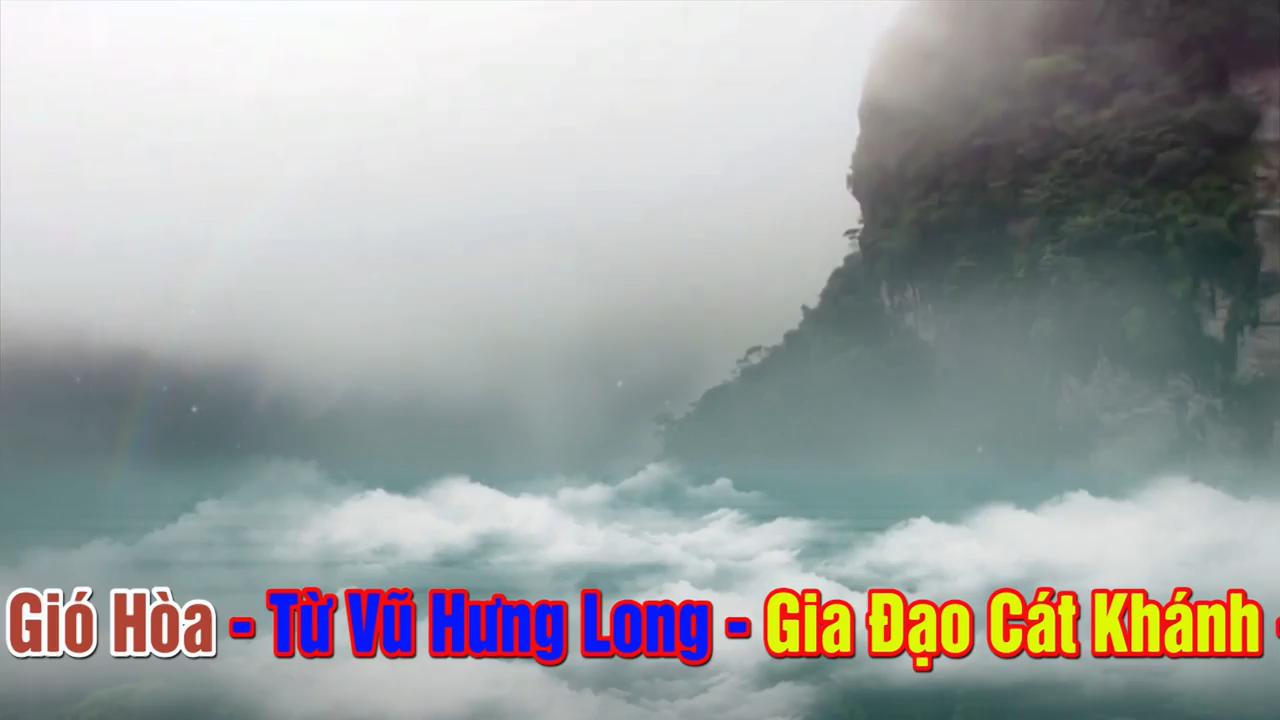 Gió Hòa - Từ Vũ Hưng Long - Gia Đạo Cát Khánh -